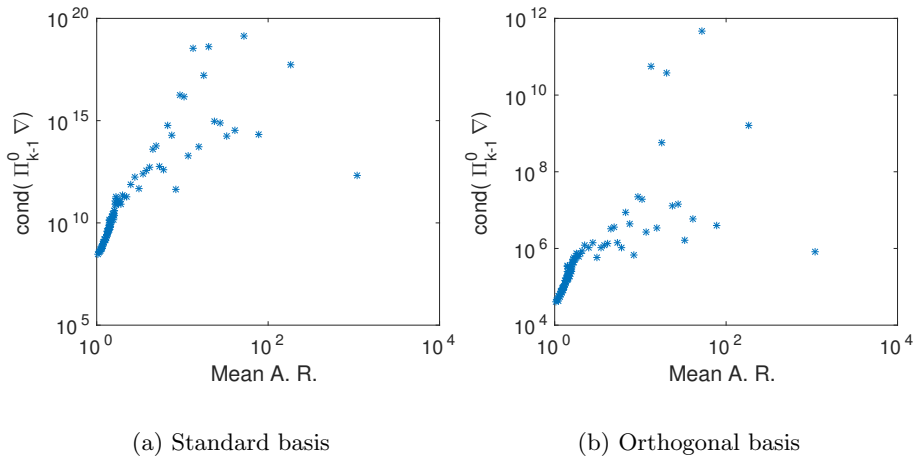 10^20
10^15
10^10
10^5
cond( Π^0_{k-1} ∇)
10^0
10^2
10^4
Mean A. R.
(a) Standard basis
10^12
10^10
10^8
10^6
10^4
cond( Π^0_{k-1} ∇)
10^0
10^2
10^4
Mean A. R.
(b) Orthogonal basis